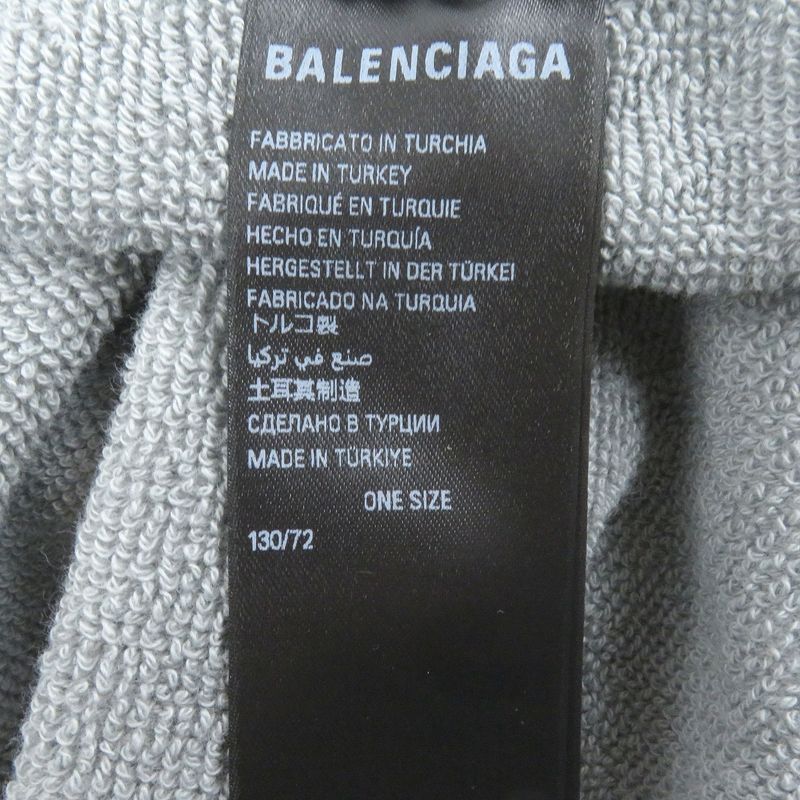 BALENCIAGA
FABBRICATO IN TURCHIA
MADE IN TURKEY
FABRIQUÉ EN TURQUIE
HECHO EN TURQUÍA
HERGESTELLT IN DER TÜRKEI
FABRICADO NA TURQUIA
トルコ製
صنع في تركيا
土耳其制造
СДЕЛАНО В ТУРЦИИ
MADE IN TÜRKIYE
ONE SIZE
130/72